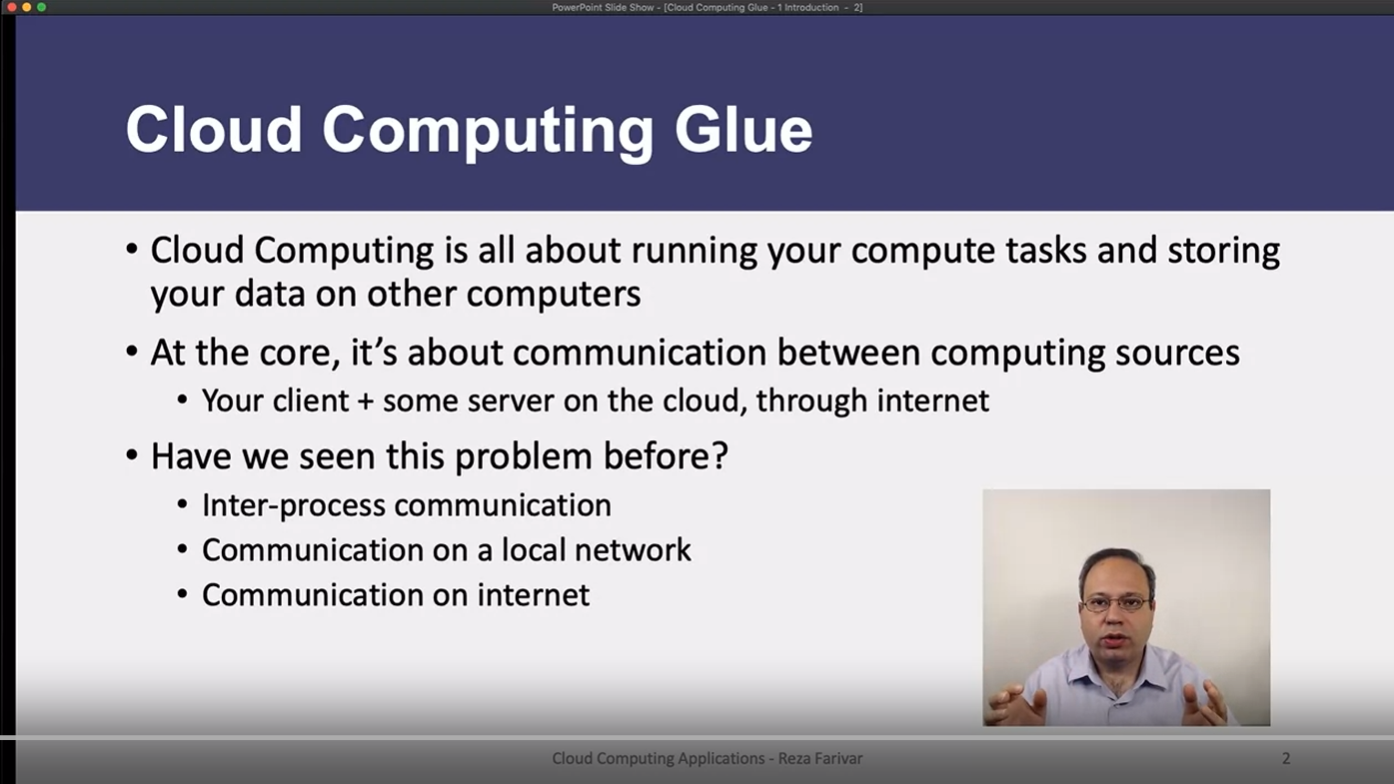 PowerPoint Slide Show - [Cloud Computing Glue - 1 Introduction – 2]
Cloud Computing Glue
• Cloud Computing is all about running your compute tasks and storing
your data on other computers
• At the core, it’s about communication between computing sources
• Your client + some server on the cloud, through internet
• Have we seen this problem before?
• Inter-process communication
• Communication on a local network
• Communication on internet
Cloud Computing Applications - Reza Farivar
2